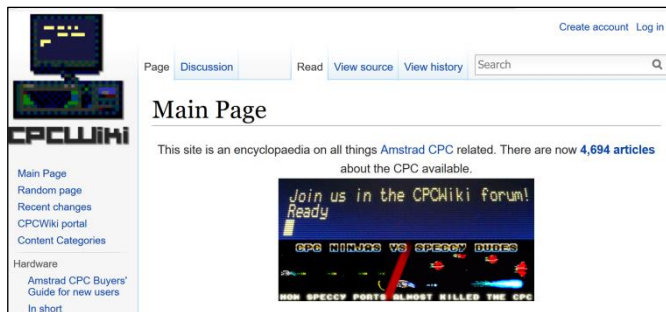 Create account Log in
Page Discussion Read View source View history Search
CPCWiki
Main Page
This site is an encyclopaedia on all things Amstrad CPC related. There are now 4,694 articles
about the CPC available.
Join us in the CPCWiki forum!
Ready
CPC NINJAS VS SPECCY DUDES
HOW SPECCY PORTS ALMOST KILLED THE CPC
Main Page
Random page
Recent changes
CPCWiki portal
Content Categories
Hardware
Amstrad CPC Buyers'
Guide for new users
In short